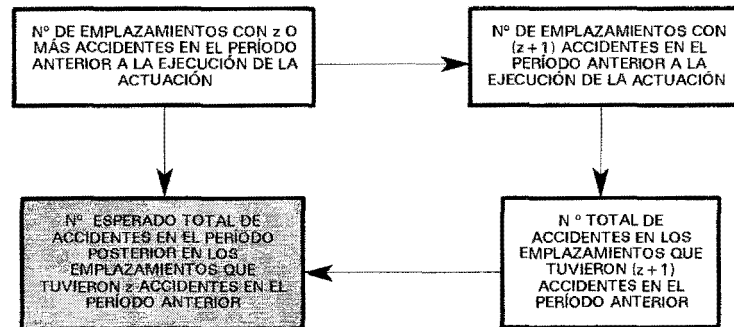 Nº DE EMPLAZAMIENTOS CON z O
MÁS ACCIDENTES EN EL PERÍODO
ANTERIOR A LA EJECUCIÓN DE LA
ACTUACIÓN
Nº DE EMPLAZAMIENTOS CON
(z + 1) ACCIDENTES EN EL
PERÍODO ANTERIOR A LA
EJECUCIÓN DE LA ACTUACIÓN
Nº ESPERADO TOTAL DE
ACCIDENTES EN EL PERÍODO
POSTERIOR EN LOS
EMPLAZAMIENTOS QUE
TUVIERON z ACCIDENTES EN EL
PERÍODO ANTERIOR
Nº TOTAL DE
ACCIDENTES EN LOS
EMPLAZAMIENTOS QUE
TUVIERON (z + 1)
ACCIDENTES EN EL
PERÍODO ANTERIOR